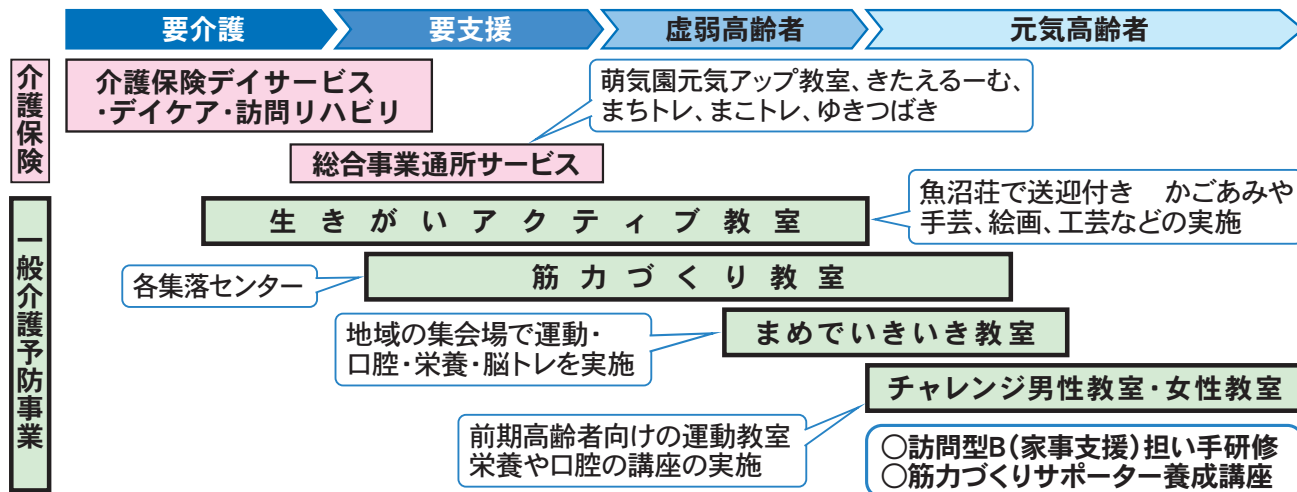 要介護
要支援
虚弱高齢者
元気高齢者
介護保険
介護保険デイサービス
・デイケア・訪問リハビリ
萌気園元気アップ教室、きたえるーむ、
まちトレ、まこトレ、ゆきつばき
総合事業通所サービス
一般介護予防事業
生きがいアクティブ教室
魚沼荘で送迎付き　かごあみや
手芸、絵画、工芸などの実施
筋力づくり教室
各集落センター
地域の集会場で運動・
口腔・栄養・脳トレを実施
まめでいきいき教室
チャレンジ男性教室・女性教室
前期高齢者向けの運動教室
栄養や口腔の講座の実施
○訪問型B（家事支援）担い手研修
○筋力づくりサポーター養成講座